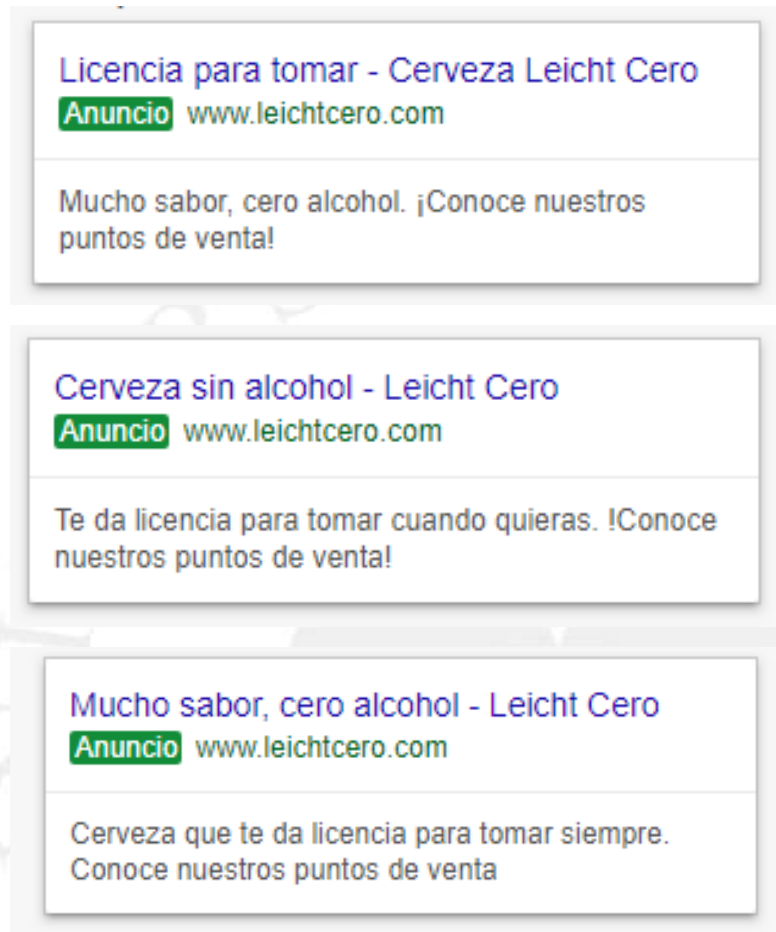 Licencia para tomar - Cerveza Leicht Cero
Anuncio www.leichtcero.com
Mucho sabor, cero alcohol. ¡Conoce nuestros
puntos de venta!
Cerveza sin alcohol - Leicht Cero
Anuncio www.leichtcero.com
Te da licencia para tomar cuando quieras. !Conoce
nuestros puntos de venta!
Mucho sabor, cero alcohol - Leicht Cero
Anuncio www.leichtcero.com
Cerveza que te da licencia para tomar siempre.
Conoce nuestros puntos de venta